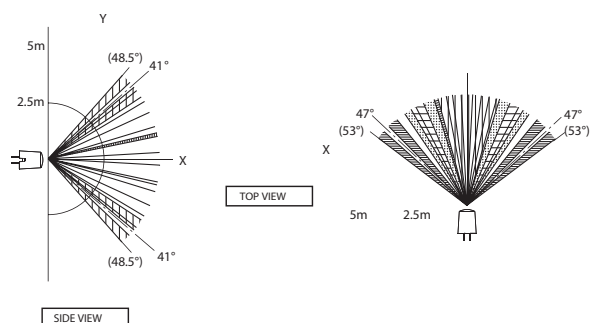 Y
5m
(48.5°)
41°
2.5m
X
(48.5°)
41°
SIDE VIEW
47°
(53°)
47°
(53°)
X
TOP VIEW
5m
2.5m